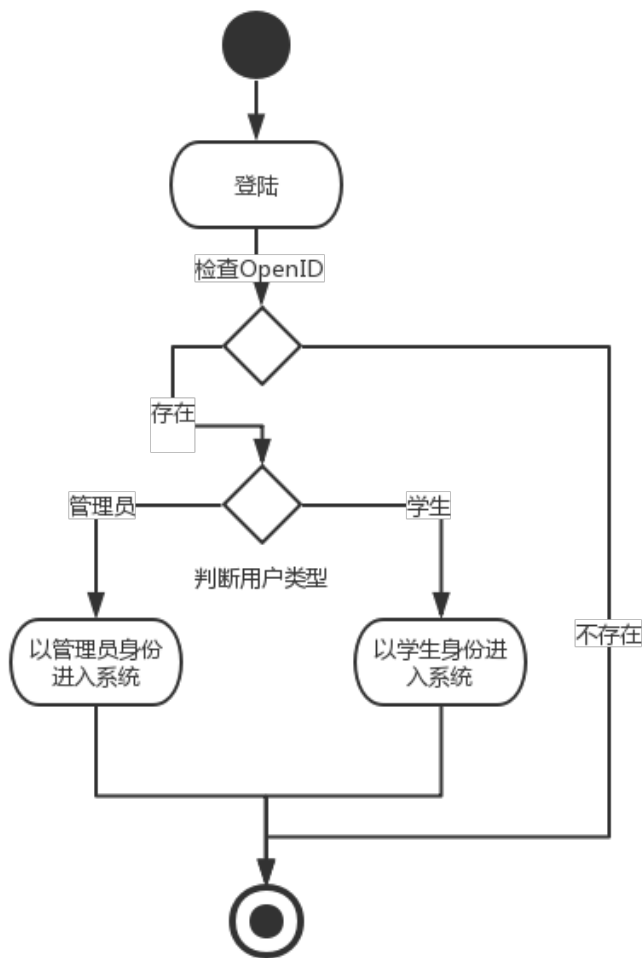 登陆
检查OpenID
存在
管理员
学生
判断用户类型
不存在
以管理员身份
进入系统
以学生身份进
入系统